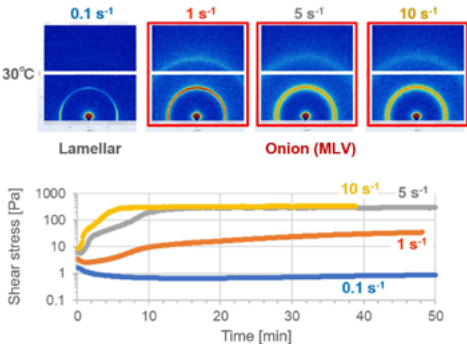 0.1 s⁻¹ 1 s⁻¹ 5 s⁻¹ 10 s⁻¹
30℃
Lamellar Onion (MLV)
Shear stress [Pa]
1000
100
10
1
0.1
10 s⁻¹
5 s⁻¹
1 s⁻¹
0.1 s⁻¹
0 10 20 30 40 50
Time [min]